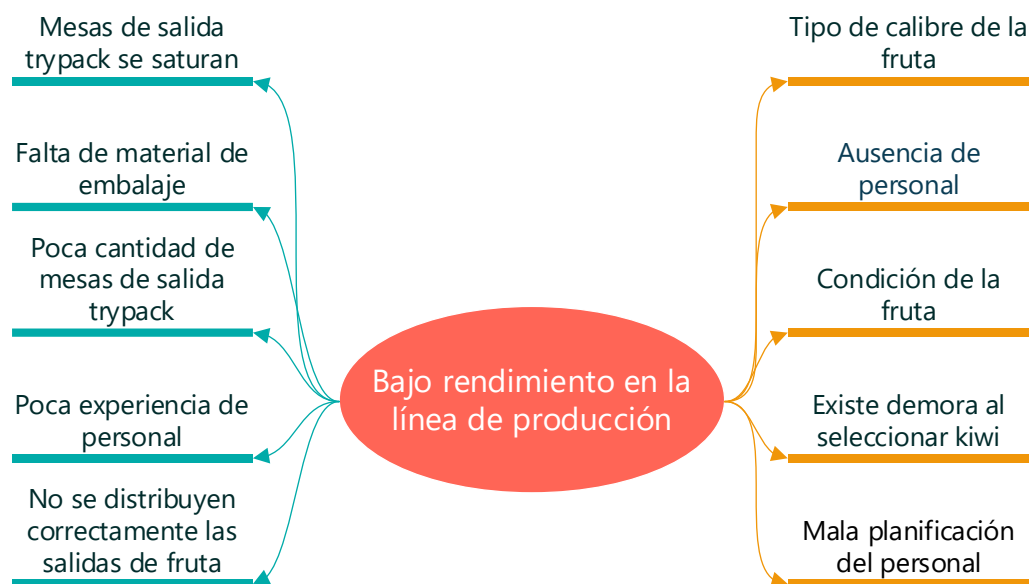 Mesas de salida
trypack se saturan
Falta de material de
embalaje
Poca cantidad de
mesas de salida
trypack
Poca experiencia de
personal
No se distribuyen
correctamente las
salidas de fruta
Bajo rendimiento en la
línea de producción
Tipo de calibre de la
fruta
Ausencia de
personal
Condición de la
fruta
Existe demora al
seleccionar kiwi
Mala planificación
del personal